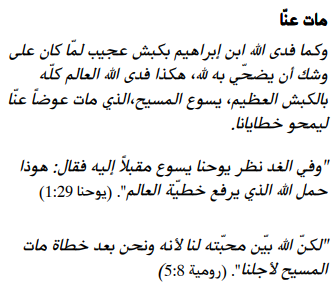 مات عنّا
وكما فدى الله ابن إبراهيم بكبش عجيب لمّا كان على
وشك أن يضحّي به لله، هكذا فدى الله العالم كلّه
بالكبش العظيم، يسوع المسيح،الذي مات عوضاً عنّا
ليمحو خطايانا.
"وفي الغد نظر يوحنا يسوع مقبلاً إليه فقال: هوذا
حمل الله الذي يرفع خطيّة العالم". (يوحنا 1:29)
"لكنّ الله بيّن محبّته لنا لأنه ونحن بعد خطاة مات
المسيح لأجلنا". (رومية 5:8)